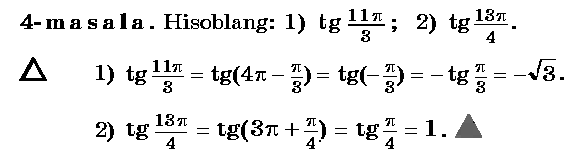 4-masala. Hisoblang: 1) tg 11π/3; 2) tg 13π/4.
△ 1) tg 11π/3 = tg(4π − π/3) = tg(−π/3) = −tg π/3 = −√3.
2) tg 13π/4 = tg(3π + π/4) = tg π/4 = 1. ▲